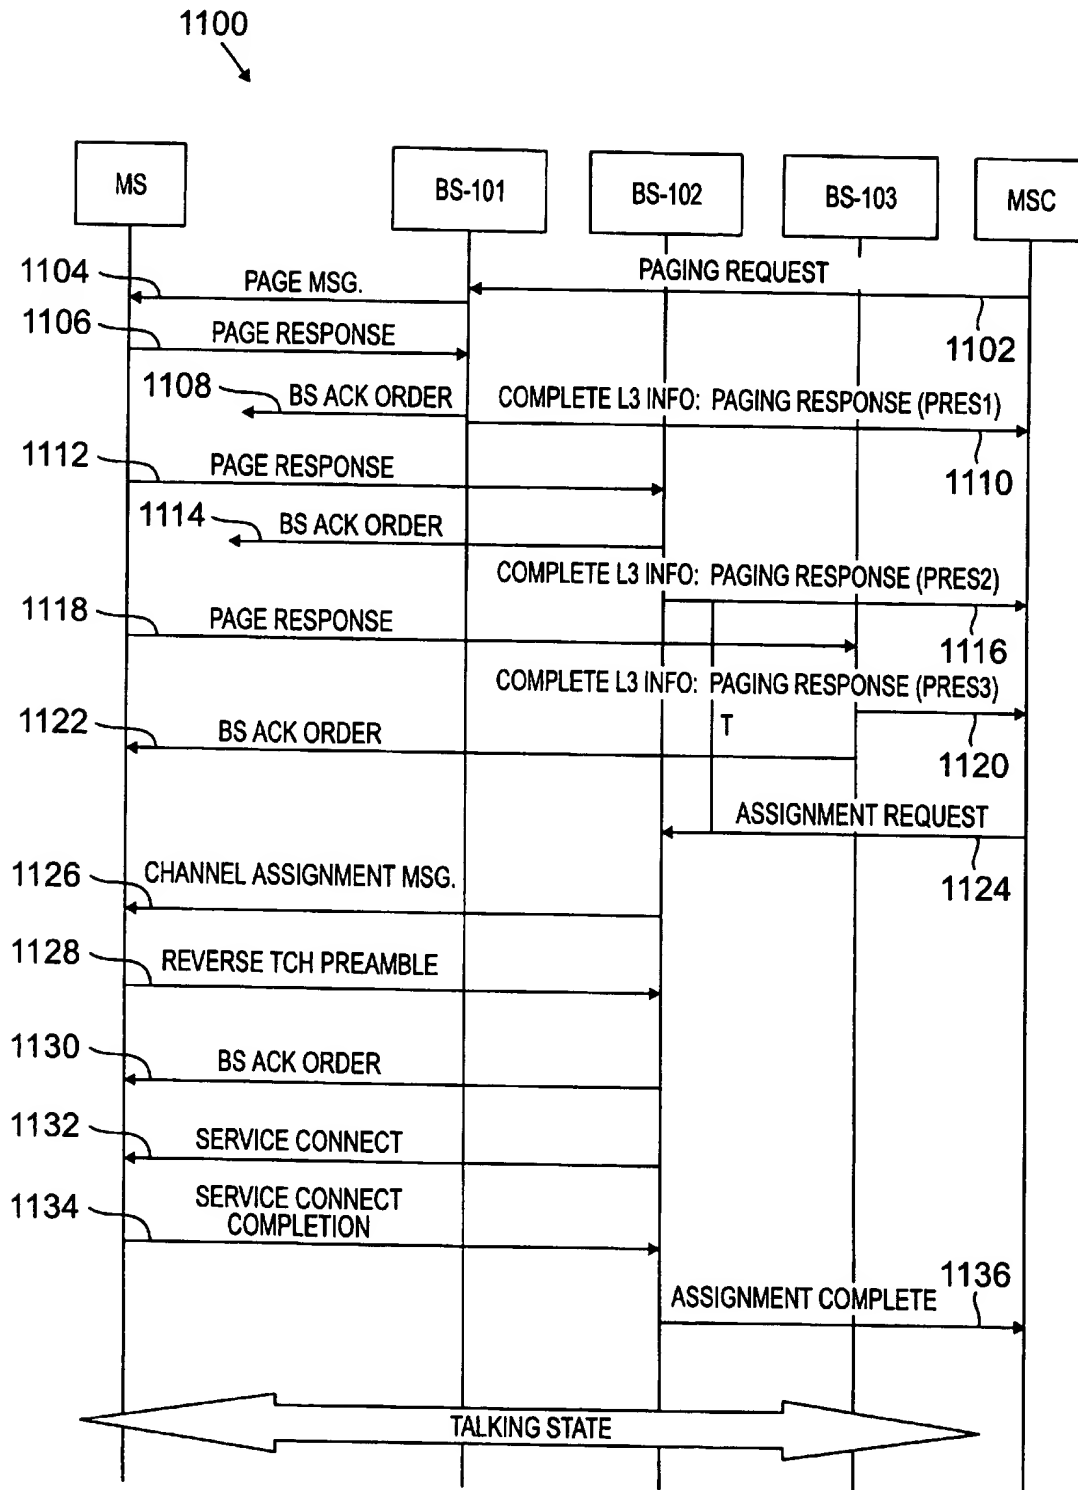 1100
MS
BS-101
BS-102
BS-103
MSC
1104
PAGE MSG.
PAGING REQUEST
1106
PAGE RESPONSE
1102
1108
BS ACK ORDER
COMPLETE L3 INFO: PAGING RESPONSE (PRES1)
1112
PAGE RESPONSE
1110
1114
BS ACK ORDER
COMPLETE L3 INFO: PAGING RESPONSE (PRES2)
1118
PAGE RESPONSE
1116
COMPLETE L3 INFO: PAGING RESPONSE (PRES3)
1122
BS ACK ORDER
T
1120
ASSIGNMENT REQUEST
1126
CHANNEL ASSIGNMENT MSG.
1124
1128
REVERSE TCH PREAMBLE
1130
BS ACK ORDER
1132
SERVICE CONNECT
1134
SERVICE CONNECT
COMPLETION
1136
ASSIGNMENT COMPLETE
TALKING STATE